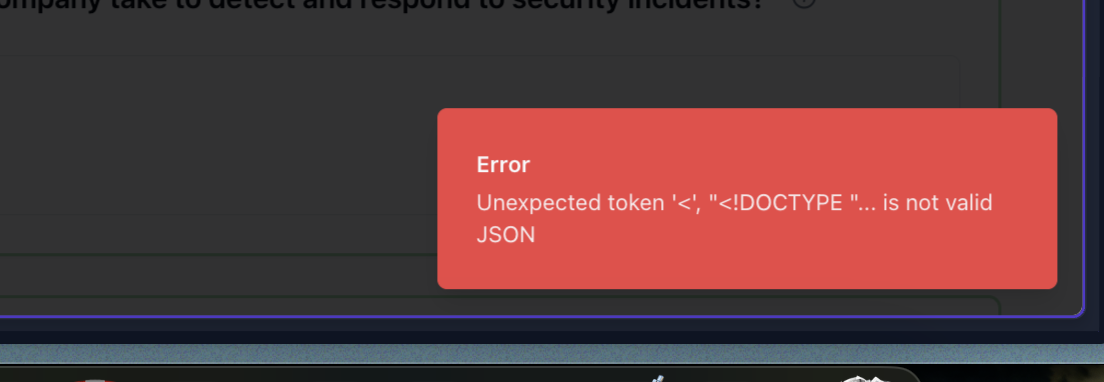 ompany take to detect and respond to security incidents?
Error
Unexpected token '<', "<!DOCTYPE "... is not valid
JSON